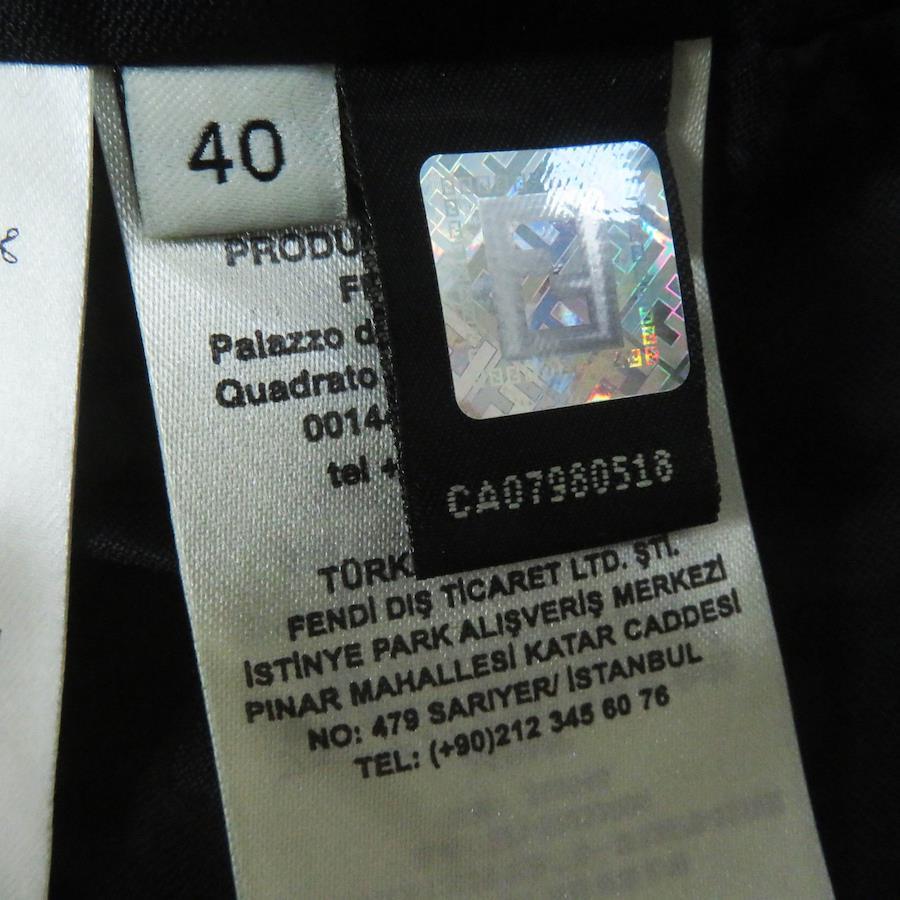 40
PRODU
F
Palazzo d
Quadrato
0014
tel +
CA07980518
TÜRK
FENDİ DIŞ TİCARET LTD. ŞTİ.
İSTİNYE PARK ALIŞVERİŞ MERKEZİ
PINAR MAHALLESİ KATAR CADDESİ
NO: 479 SARIYER/ İSTANBUL
TEL: (+90)212 345 60 76